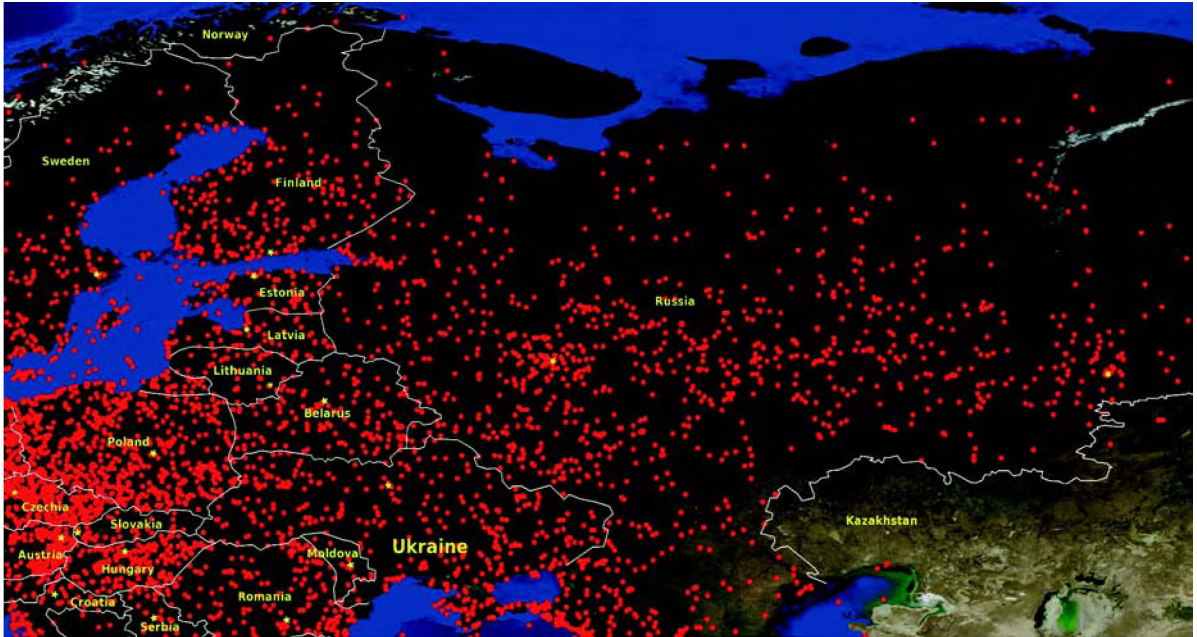 Norway
Sweden
Finland
Estonia
Russia
Latvia
Lithuania
Belarus
Poland
Czechia
Slovakia
Kazakhstan
Ukraine
Austria
Moldova
Hungary
Croatia
Romania
Serbia